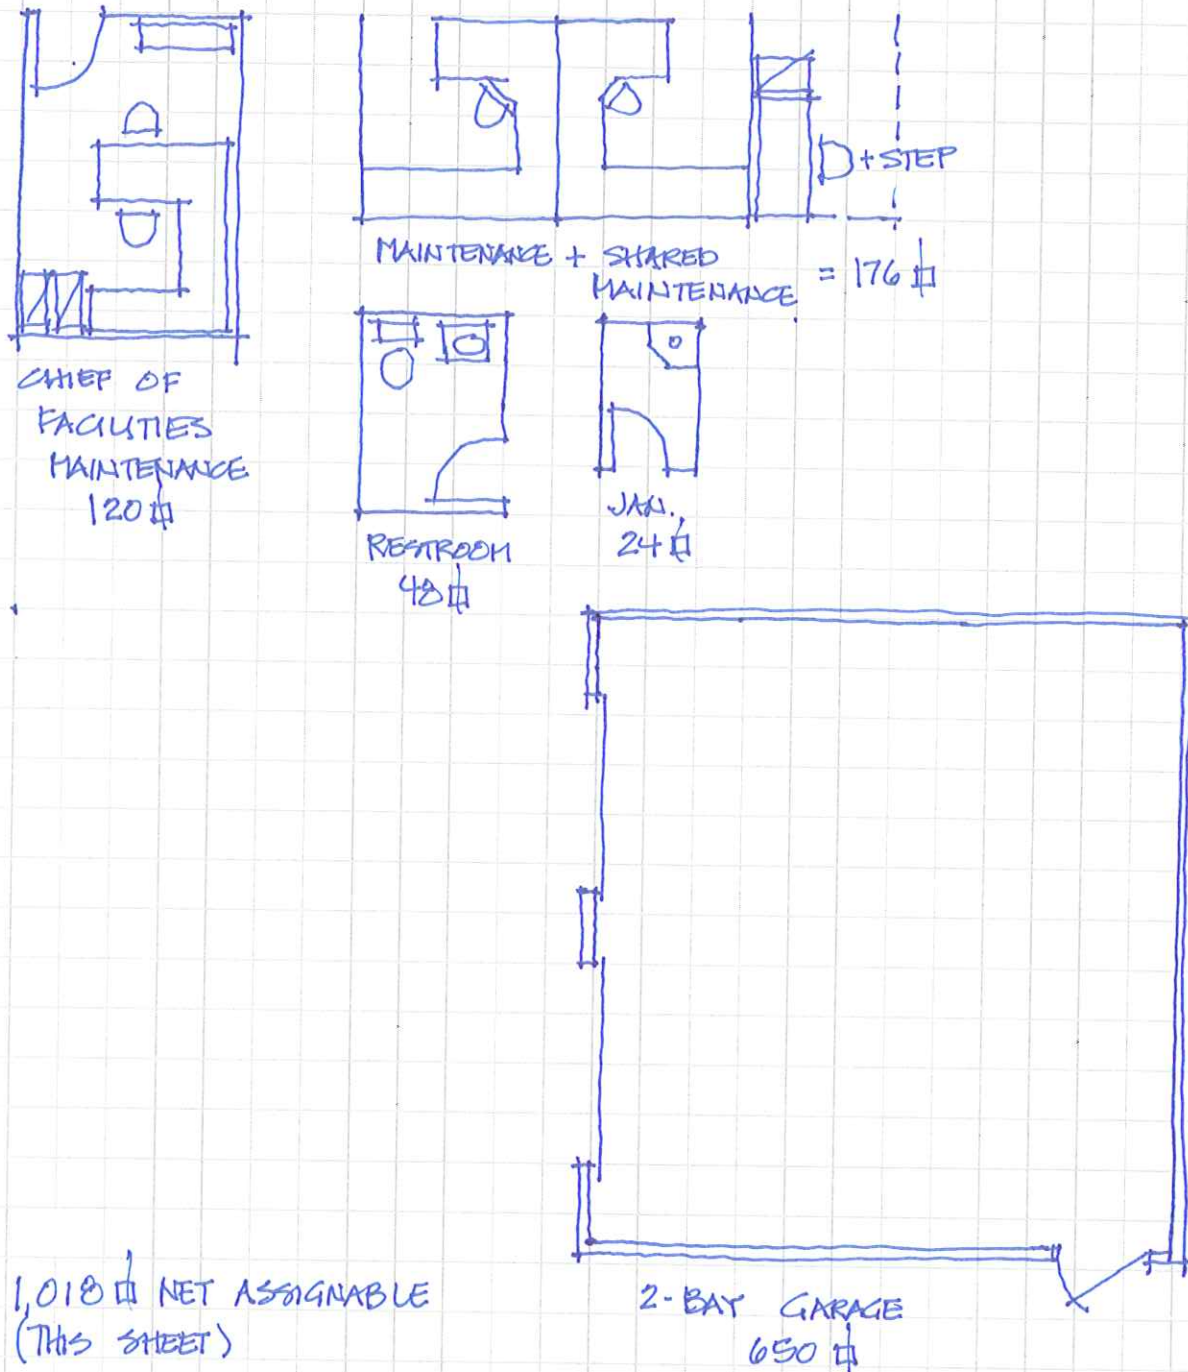 + STEP
MAINTENANCE + SHARED
MAINTENANCE = 176 ⏍
CHIEF OF
FACILITIES
MAINTENANCE
120 ⏍
RESTROOM
48 ⏍
JAN.
24 ⏍
1,018 ⏍ NET ASSIGNABLE
(THIS SHEET)
2-BAY GARAGE
650 ⏍